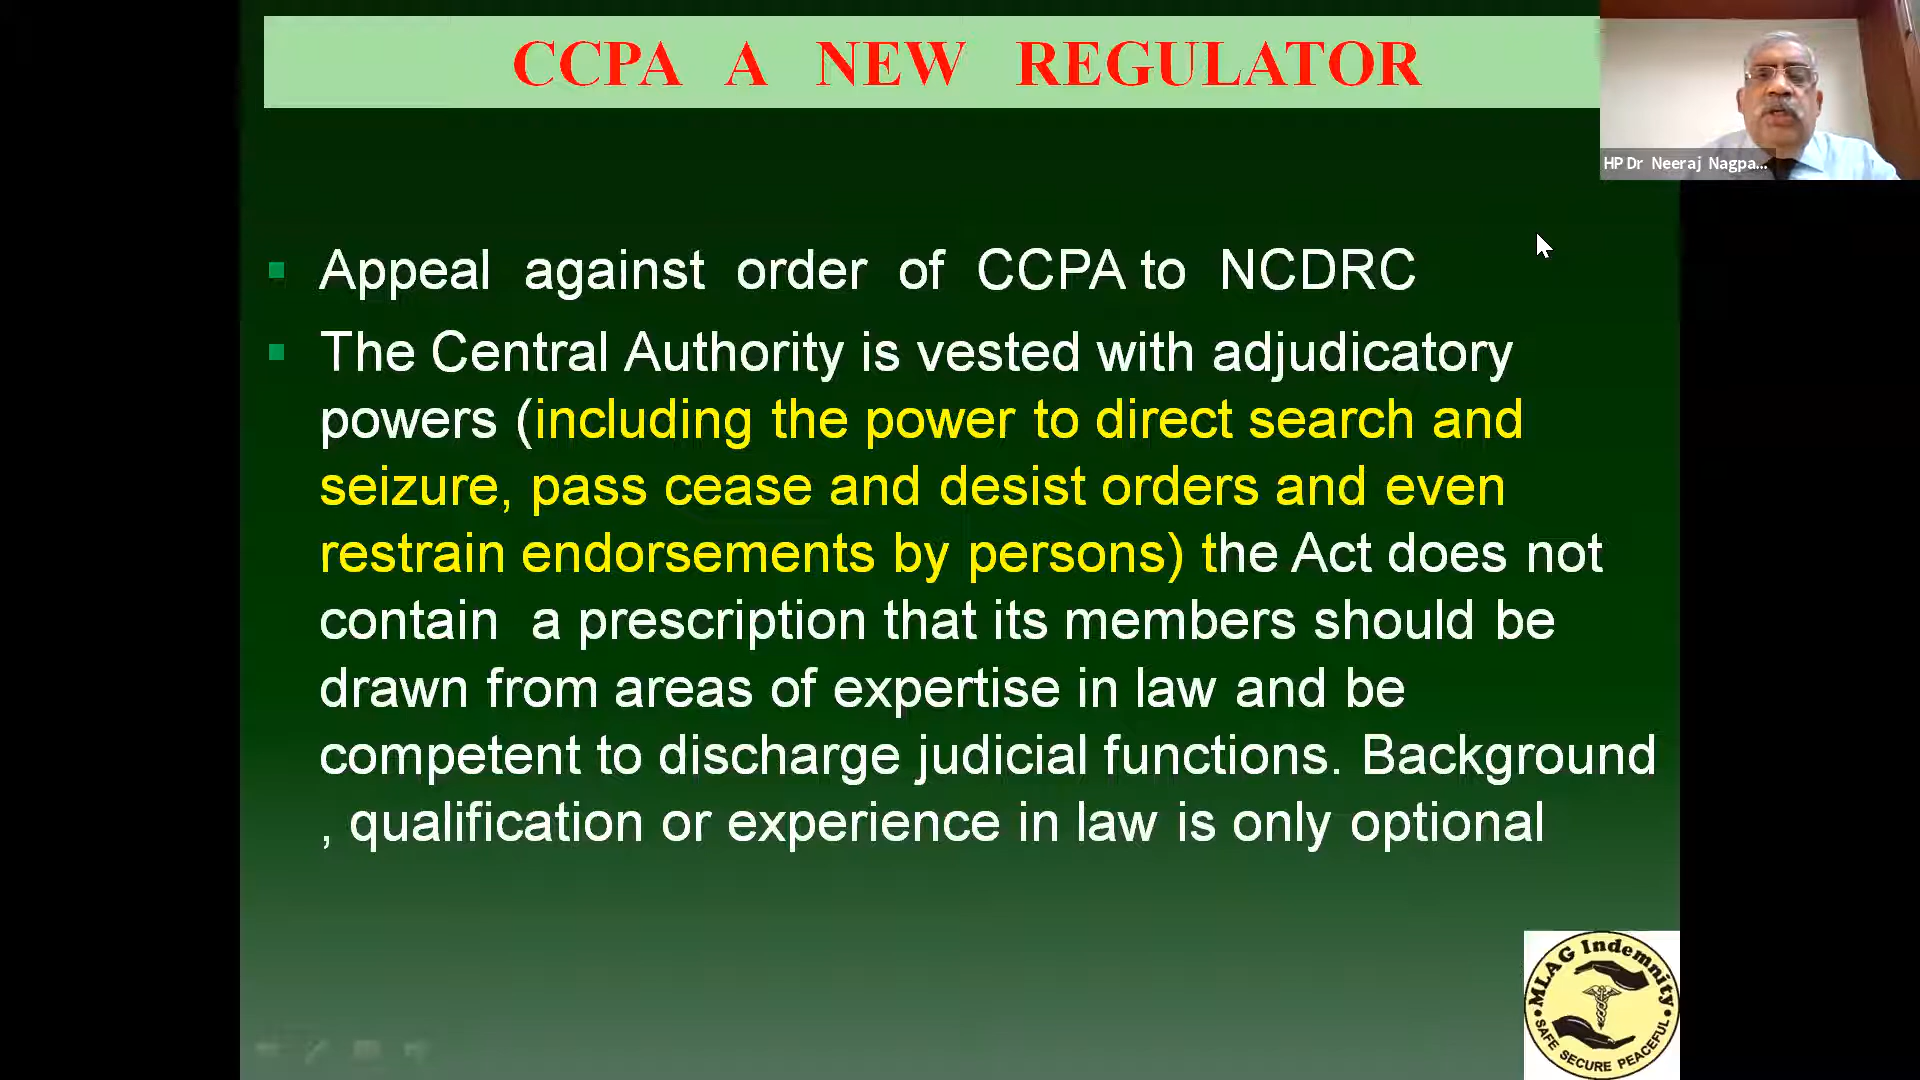 CCPA A NEW REGULATOR
HP Dr Neeraj Nagpa...
Appeal against order of CCPA to NCDRC
The Central Authority is vested with adjudicatory
powers (including the power to direct search and
seizure, pass cease and desist orders and even
restrain endorsements by persons) the Act does not
contain a prescription that its members should be
drawn from areas of expertise in law and be
competent to discharge judicial functions. Background
, qualification or experience in law is only optional
MLAG Indemnity
SAFE SECURE PEACEFUL